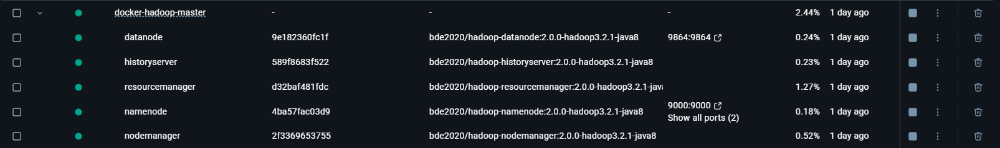 docker-hadoop-master - - - 2.44% 1 day ago
datanode 9e182360fc1f bde2020/hadoop-datanode:2.0.0-hadoop3.2.1-java8 9864:9864 0.24% 1 day ago
historyserver 589f8683f522 bde2020/hadoop-historyserver:2.0.0-hadoop3.2.1-java8 0.23% 1 day ago
resourcemanager d32baf481fdc bde2020/hadoop-resourcemanager:2.0.0-hadoop3.2.1-java 1.27% 1 day ago
namenode 4ba57fac03d9 bde2020/hadoop-namenode:2.0.0-hadoop3.2.1-java8 9000:9000 0.18% 1 day ago
Show all ports (2)
nodemanager 2f3369653755 bde2020/hadoop-nodemanager:2.0.0-hadoop3.2.1-java8 0.52% 1 day ago